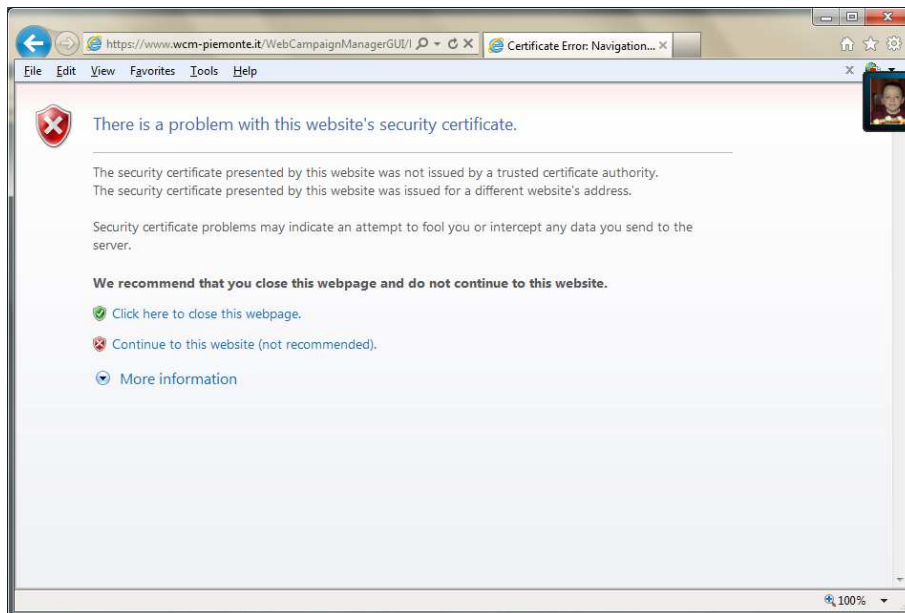 https://www.wcm-piemonte.it/WebCampaignManagerGUI/l
Certificate Error: Navigation...
File Edit View Favorites Tools Help
There is a problem with this website's security certificate.
The security certificate presented by this website was not issued by a trusted certificate authority.
The security certificate presented by this website was issued for a different website's address.
Security certificate problems may indicate an attempt to fool you or intercept any data you send to the
server.
We recommend that you close this webpage and do not continue to this website.
Click here to close this webpage.
Continue to this website (not recommended).
More information
100%